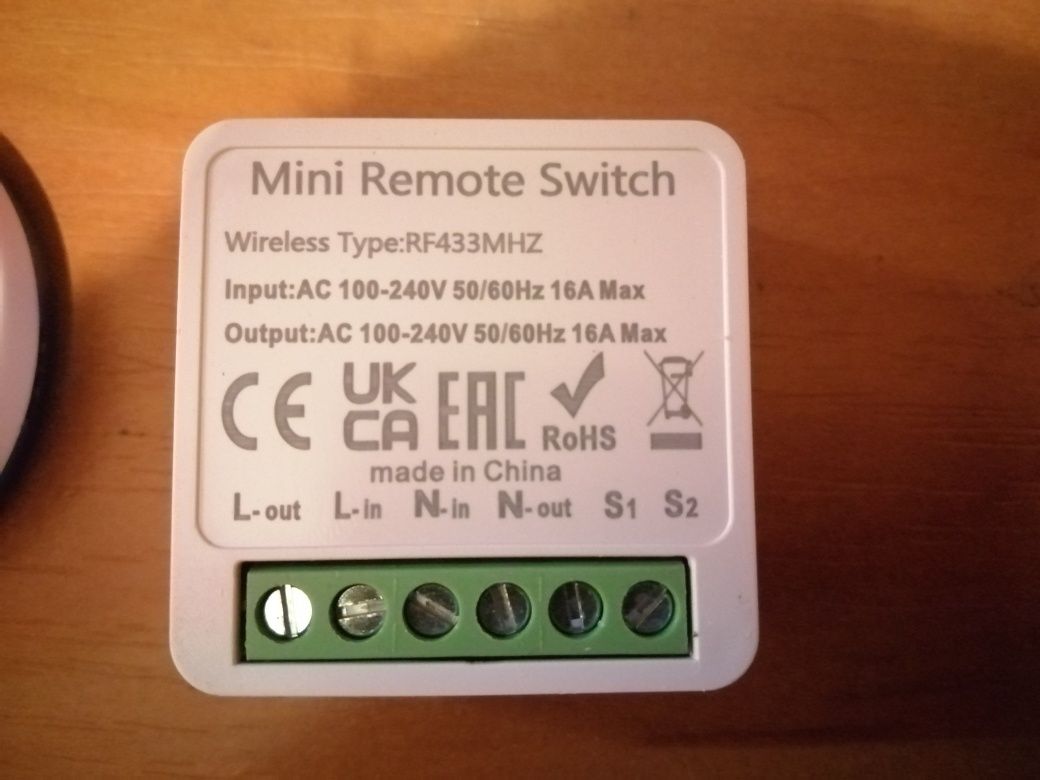 Mini Remote Switch
Wireless Type:RF433MHZ
Input:AC 100-240V 50/60Hz 16A Max
Output:AC 100-240V 50/60Hz 16A Max
CE UK CA EAC RoHS
made in China
L-out L-in N-in N-out S1 S2